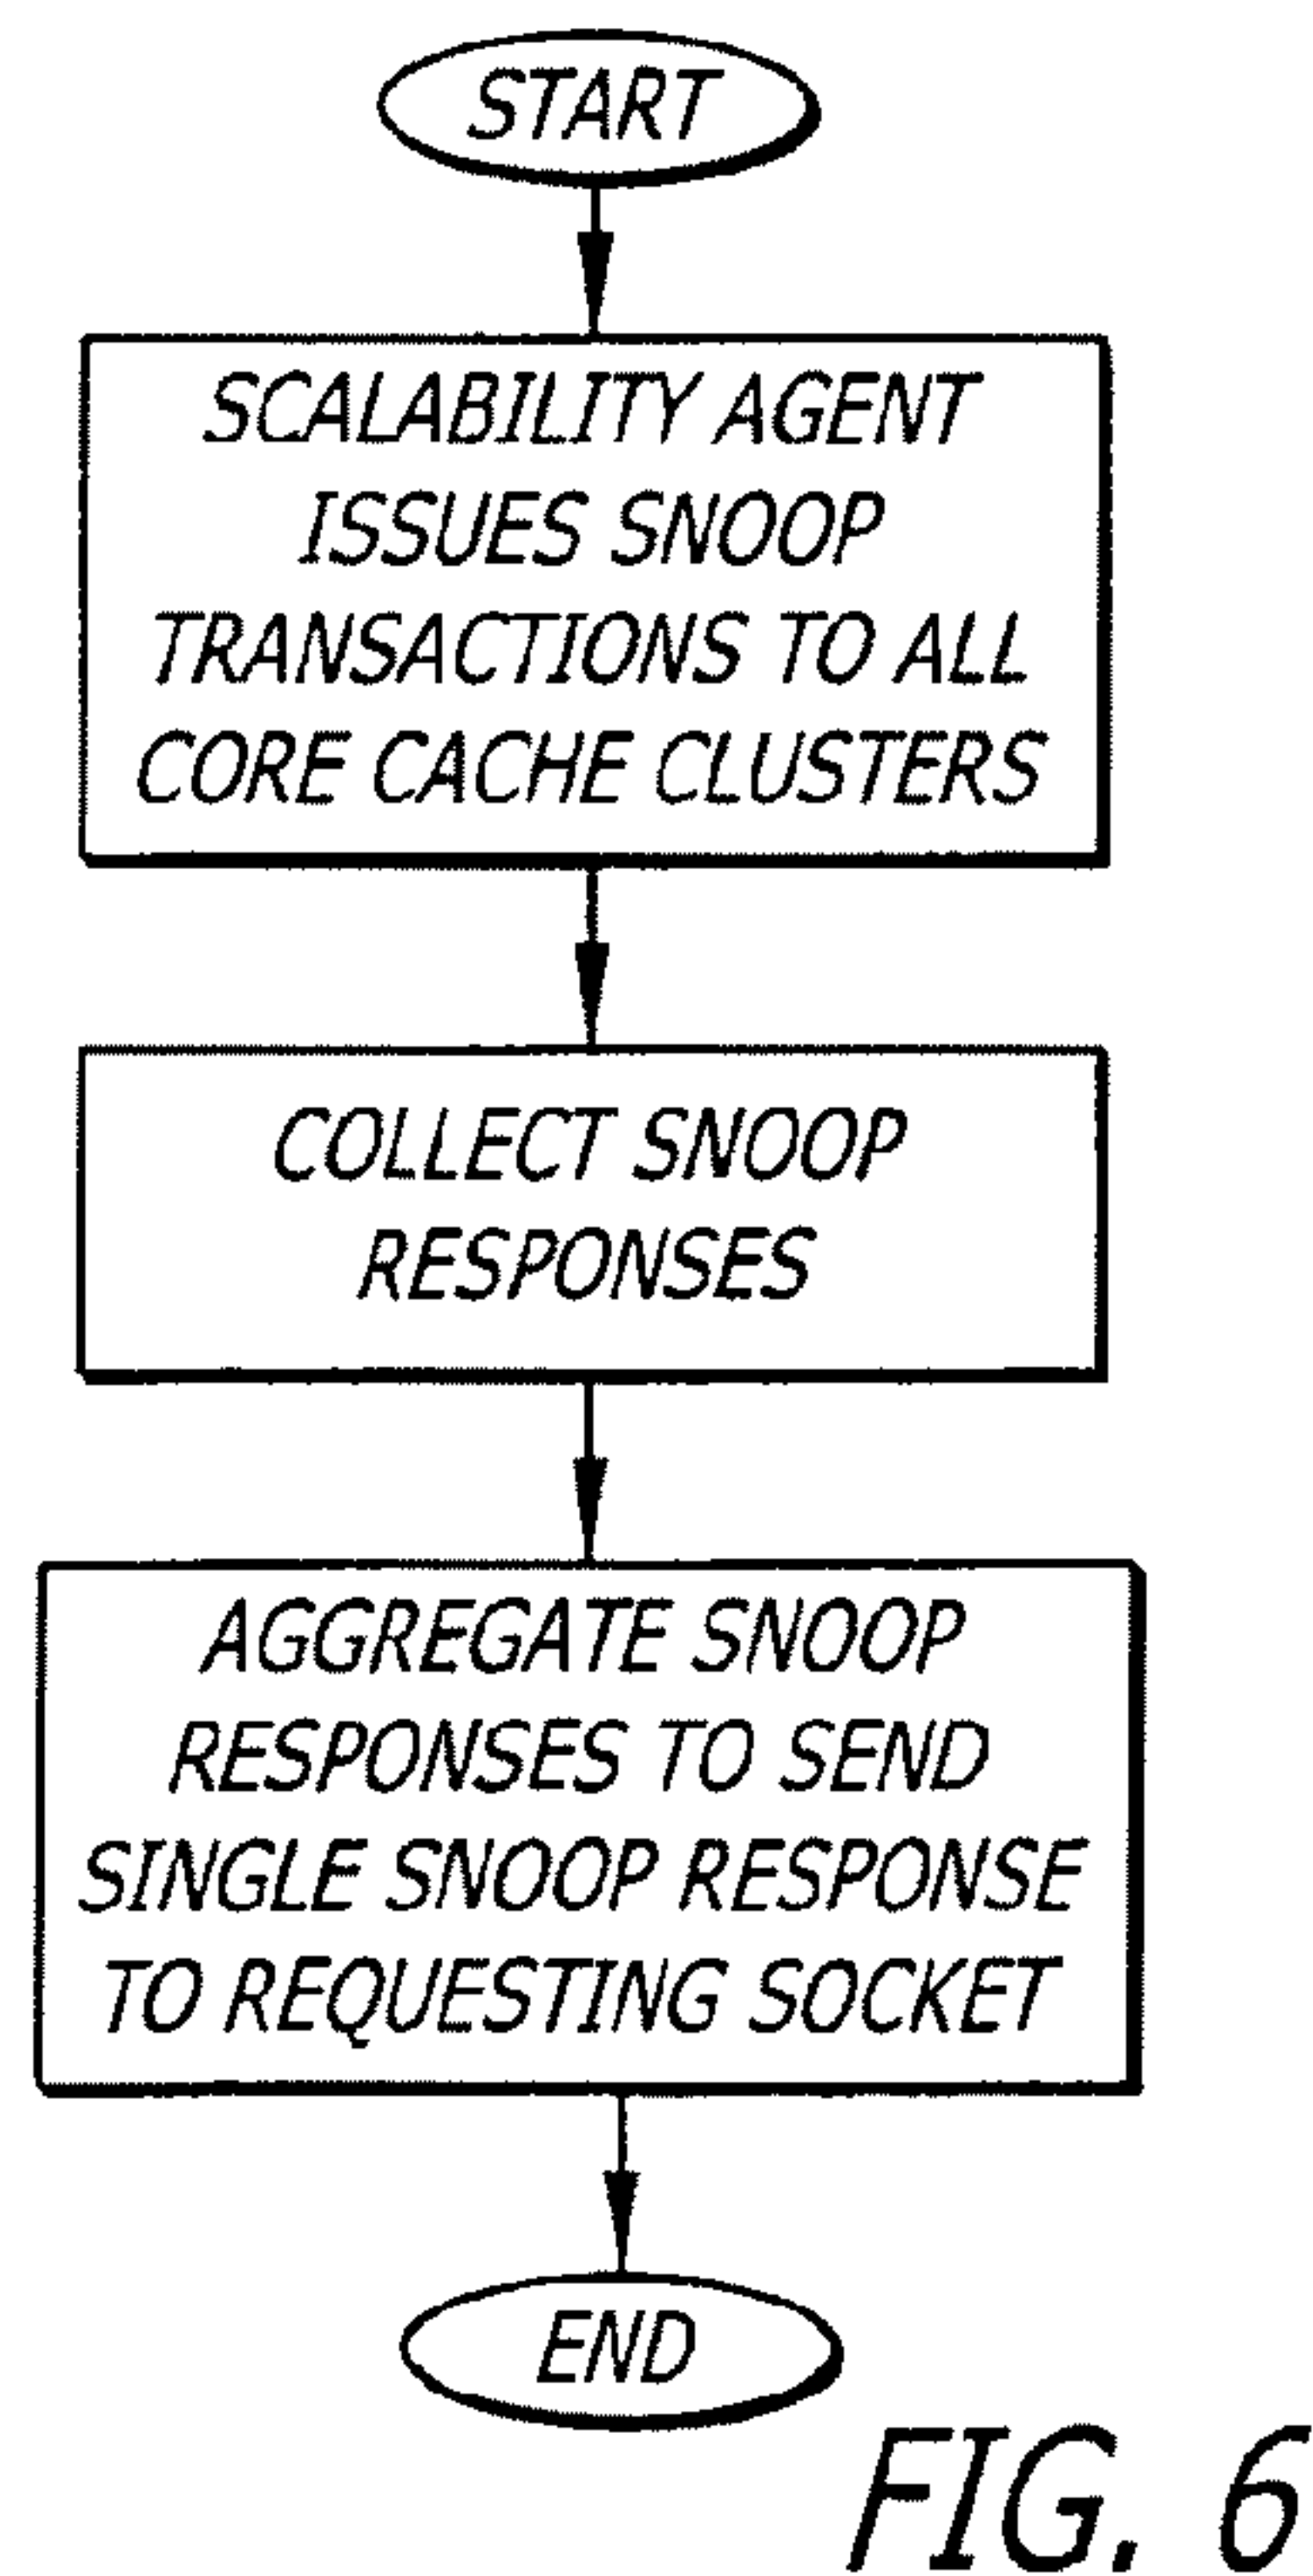 START
SCALABILITY AGENT
ISSUES SNOOP
TRANSACTIONS TO ALL
CORE CACHE CLUSTERS
COLLECT SNOOP
RESPONSES
AGGREGATE SNOOP
RESPONSES TO SEND
SINGLE SNOOP RESPONSE
TO REQUESTING SOCKET
END
FIG. 6